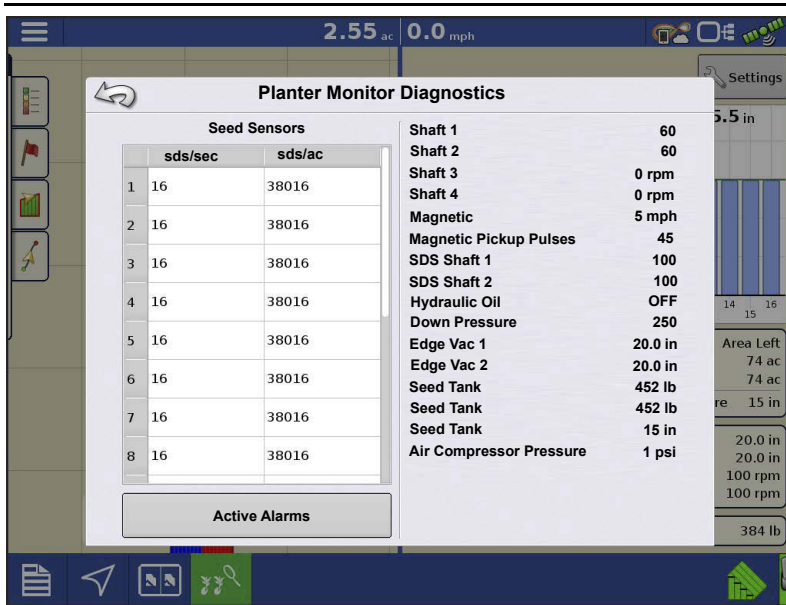 2.55 ac 0.0 mph
Settings
5.5 in
Planter Monitor Diagnostics
Seed Sensors
sds/sec sds/ac
1 16 38016
2 16 38016
3 16 38016
4 16 38016
5 16 38016
6 16 38016
7 16 38016
8 16 38016
Active Alarms
Shaft 1 60
Shaft 2 60
Shaft 3 0 rpm
Shaft 4 0 rpm
Magnetic 5 mph
Magnetic Pickup Pulses 45
SDS Shaft 1 100
SDS Shaft 2 100
Hydraulic Oil OFF
Down Pressure 250
Edge Vac 1 20.0 in
Edge Vac 2 20.0 in
Seed Tank 452 lb
Seed Tank 452 lb
Seed Tank 15 in
Air Compressor Pressure 1 psi
14 16
15
Area Left
74 ac
74 ac
re 15 in
20.0 in
20.0 in
100 rpm
100 rpm
384 lb